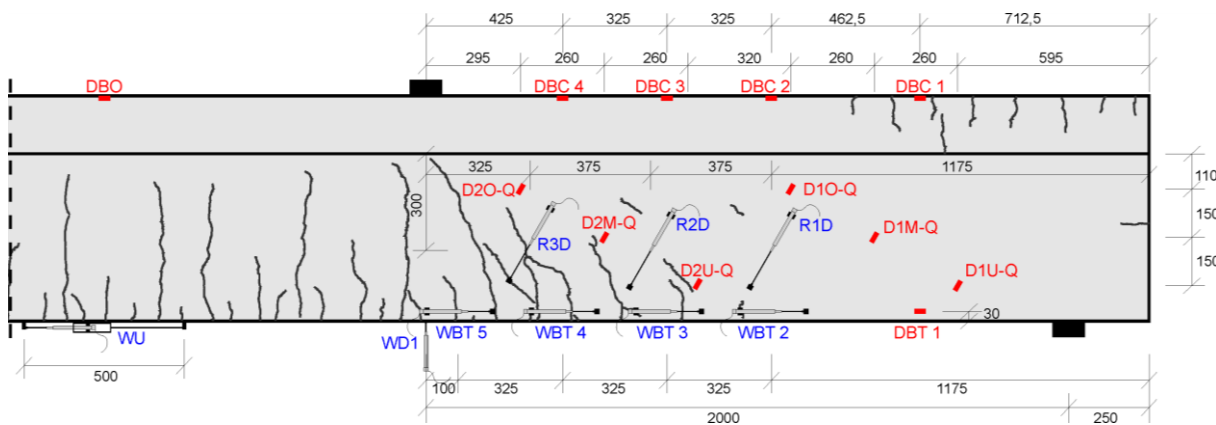 425 325 325 462,5 712,5
295 260 260 320 260 260 595
DBO DBC 4 DBC 3 DBC 2 DBC 1
325 375 375 1175
110
D2O-Q D1O-Q
300 150
D2M-Q R2D R1D D1M-Q
R3D
D2U-Q D1U-Q 150
30
WU WD1 WBT 5 WBT 4 WBT 3 WBT 2 DBT 1
500
100 325 325 325 1175
2000 250